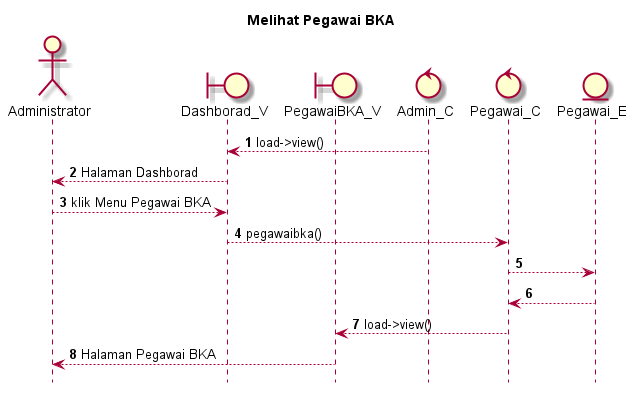 Melihat Pegawai BKA
Administrator
Dashborad_V
PegawaiBKA_V
Admin_C
Pegawai_C
Pegawai_E
1 load->view()
2 Halaman Dashborad
3 klik Menu Pegawai BKA
4 pegawaibka()
5
6
7 load->view()
8 Halaman Pegawai BKA